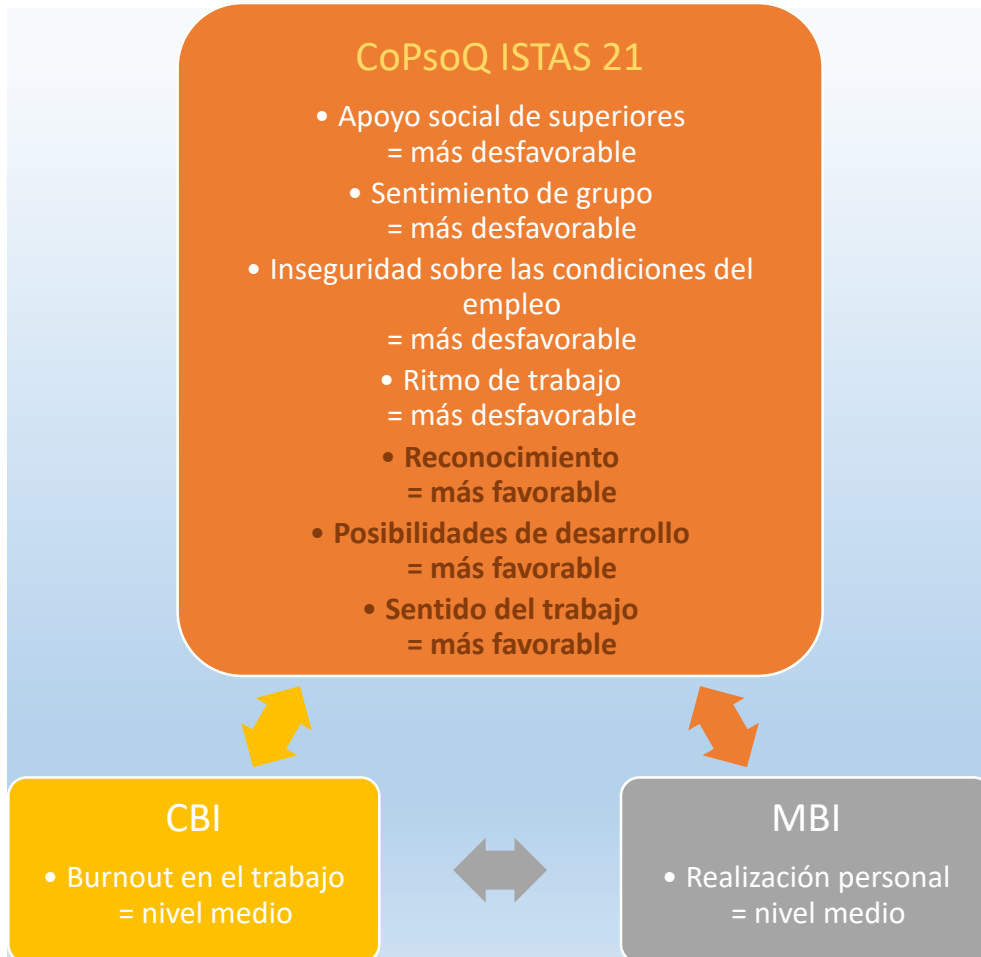 CoPsoQ ISTAS 21
• Apoyo social de superiores
= más desfavorable
• Sentimiento de grupo
= más desfavorable
• Inseguridad sobre las condiciones del
empleo
= más desfavorable
• Ritmo de trabajo
= más desfavorable
• Reconocimiento
= más favorable
• Posibilidades de desarrollo
= más favorable
• Sentido del trabajo
= más favorable
CBI
• Burnout en el trabajo
= nivel medio
MBI
• Realización personal
= nivel medio